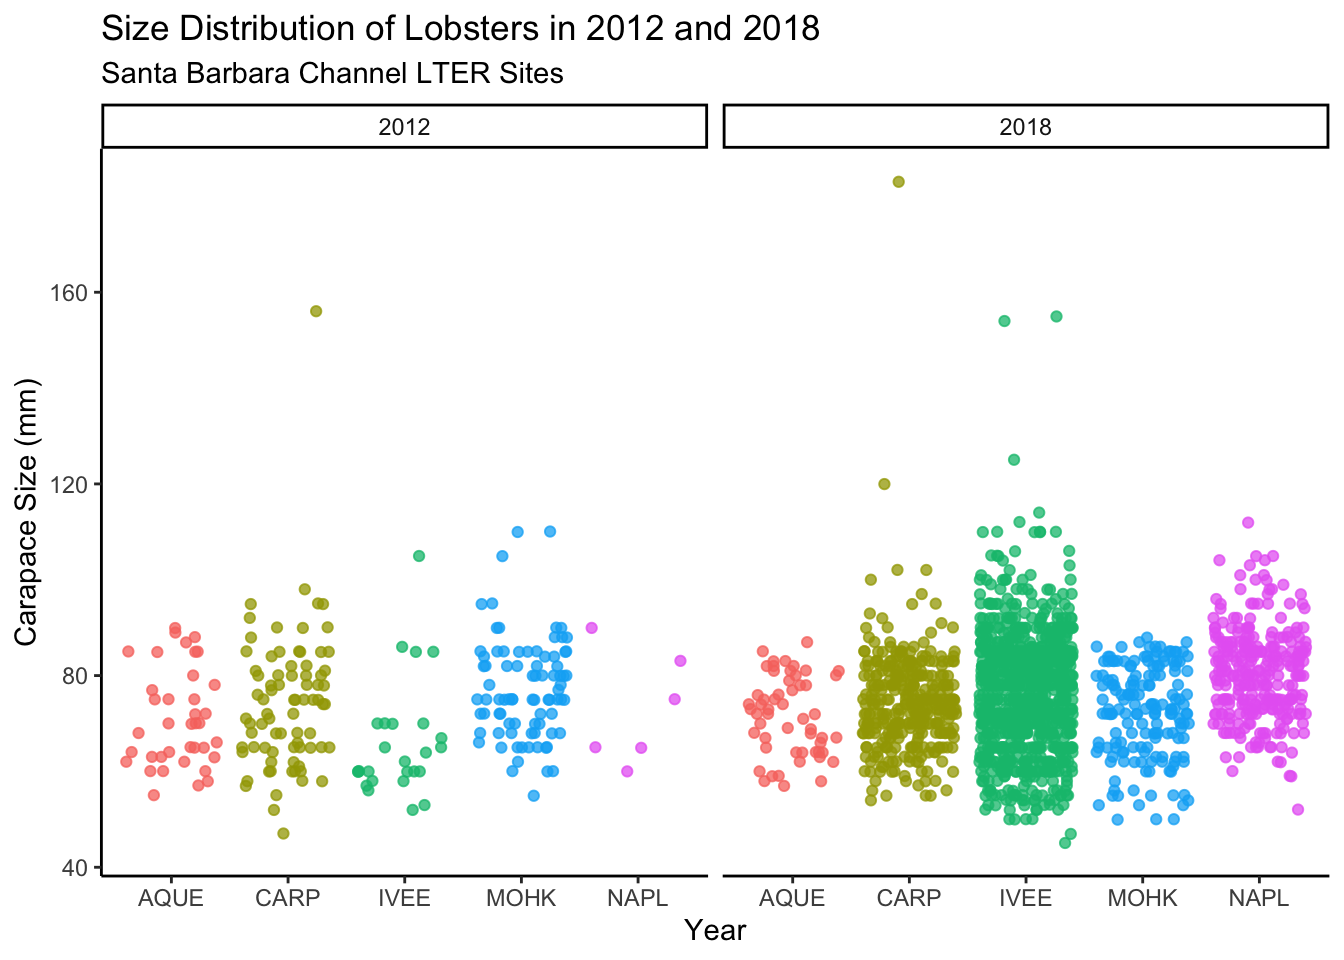 Size Distribution of Lobsters in 2012 and 2018
Santa Barbara Channel LTER Sites
2012 2018
160
120
80
40
Carapace Size (mm)
AQUE CARP IVEE MOHK NAPL AQUE CARP IVEE MOHK NAPL
Year